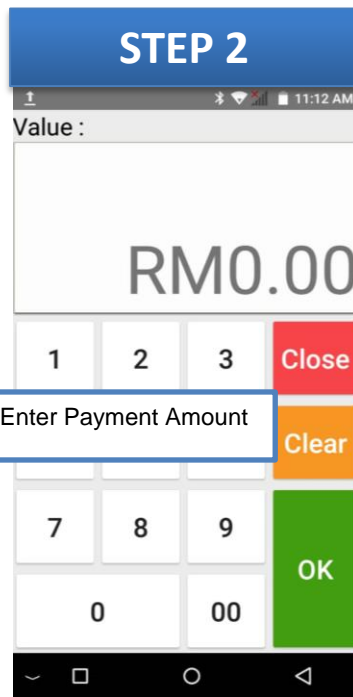 STEP 2
11:12 AM
Value :
RM0.00
1 2 3 Close
Enter Payment Amount
Clear
7 8 9
OK
0 00